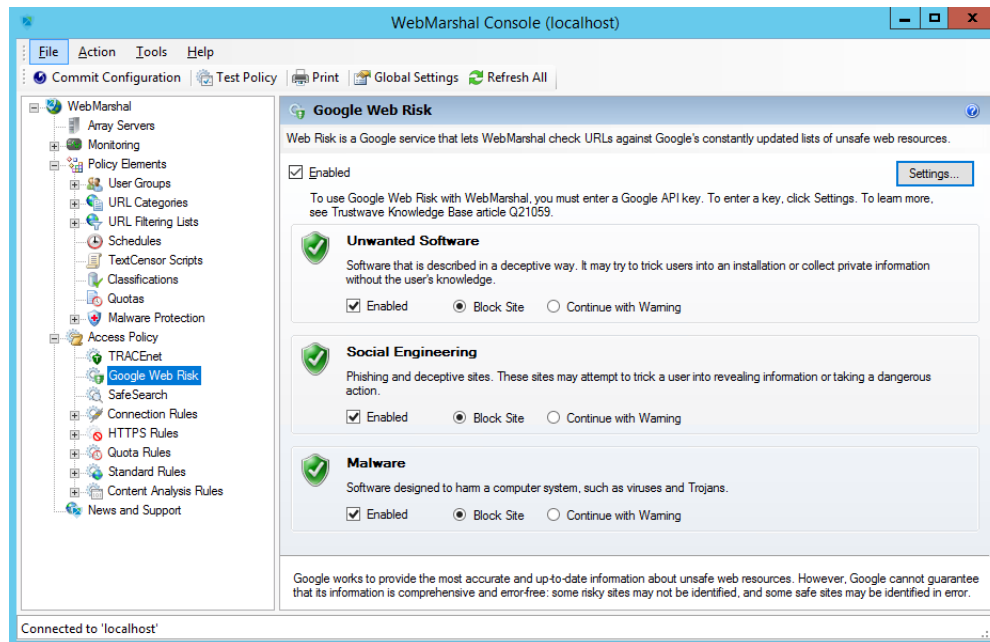 WebMarshal Console (localhost)
File Action Tools Help
Commit Configuration Test Policy Print Global Settings Refresh All
WebMarshal
Array Servers
Monitoring
Policy Elements
User Groups
URL Categories
URL Filtering Lists
Schedules
TextCensor Scripts
Classifications
Quotas
Malware Protection
Access Policy
TRACEnet
Google Web Risk
SafeSearch
Connection Rules
HTTPS Rules
Quota Rules
Standard Rules
Content Analysis Rules
News and Support
Google Web Risk
Web Risk is a Google service that lets WebMarshal check URLs against Google's constantly updated lists of unsafe web resources.
Enabled
Settings...
To use Google Web Risk with WebMarshal, you must enter a Google API key. To enter a key, click Settings. To learn more,
see Trustwave Knowledge Base article Q21059.
Unwanted Software
Software that is described in a deceptive way. It may try to trick users into an installation or collect private information
without the user's knowledge.
Enabled Block Site Continue with Warning
Social Engineering
Phishing and deceptive sites. These sites may attempt to trick a user into revealing information or taking a dangerous
action.
Enabled Block Site Continue with Warning
Malware
Software designed to harm a computer system, such as viruses and Trojans.
Enabled Block Site Continue with Warning
Google works to provide the most accurate and up-to-date information about unsafe web resources. However, Google cannot guarantee
that its information is comprehensive and error-free: some risky sites may not be identified, and some safe sites may be identified in error.
Connected to 'localhost'